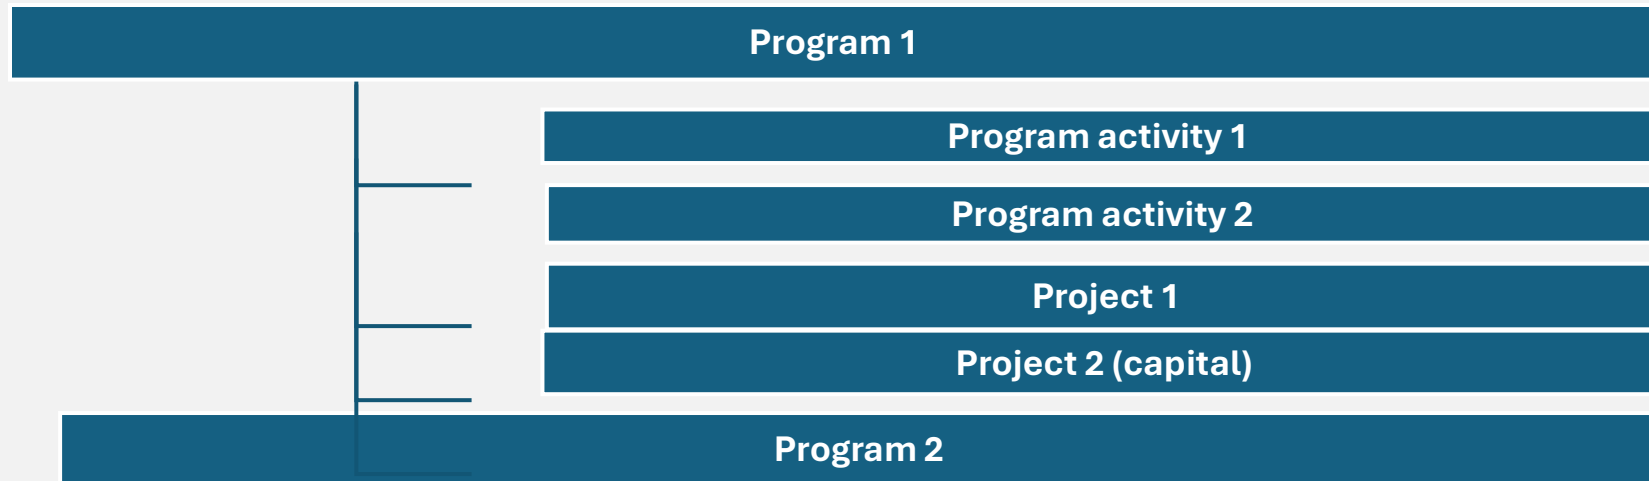 Program 1
Program activity 1
Program activity 2
Project 1
Project 2 (capital)
Program 2